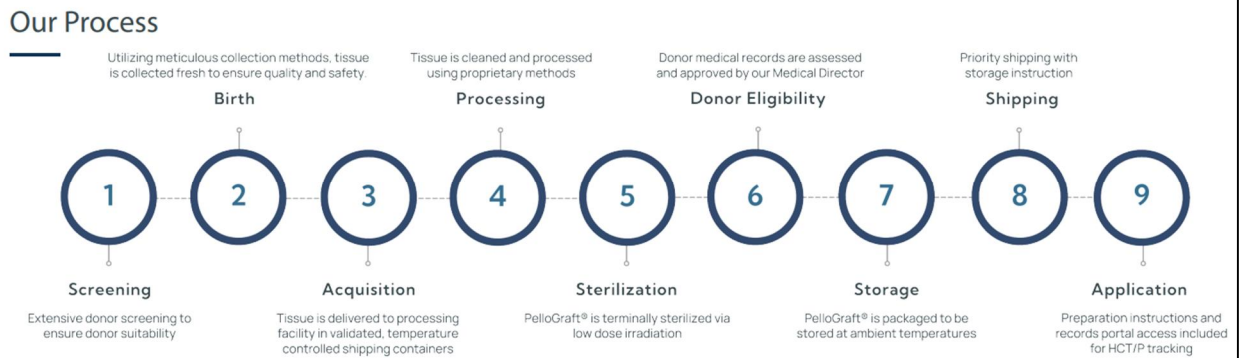 Our Process
1
Screening
Extensive donor screening to
ensure donor suitability
Utilizing meticulous collection methods, tissue
is collected fresh to ensure quality and safety.
Birth
2
3
Acquisition
Tissue is delivered to processing
facility in validated, temperature
controlled shipping containers
Tissue is cleaned and processed
using proprietary methods
Processing
4
5
Sterilization
PelloGraft® is terminally sterilized via
low dose irradiation
Donor medical records are assessed
and approved by our Medical Director
Donor Eligibility
6
7
Storage
PelloGraft® is packaged to be
stored at ambient temperatures
Priority shipping with
storage instruction
Shipping
8
9
Application
Preparation instructions and
records portal access included
for HCT/P tracking